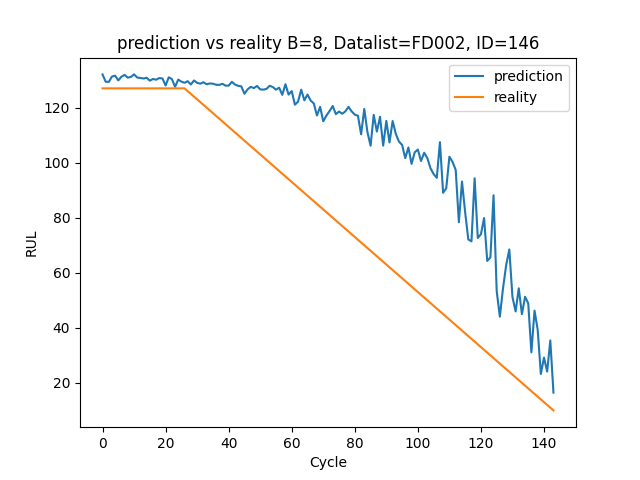 prediction vs reality B=8, Datalist=FD002, ID=146
prediction
reality
RUL
120
100
80
60
40
20
0 20 40 60 80 100 120 140
Cycle